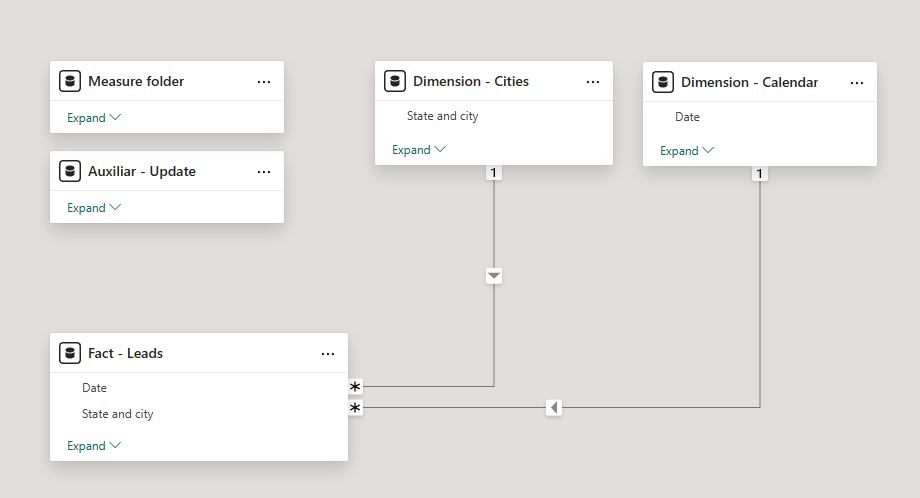 Measure folder
Expand
Auxiliar - Update
Expand
Dimension - Cities
State and city
Expand
1
Dimension - Calendar
Date
Expand
1
Fact - Leads
Date
State and city
Expand
*
*